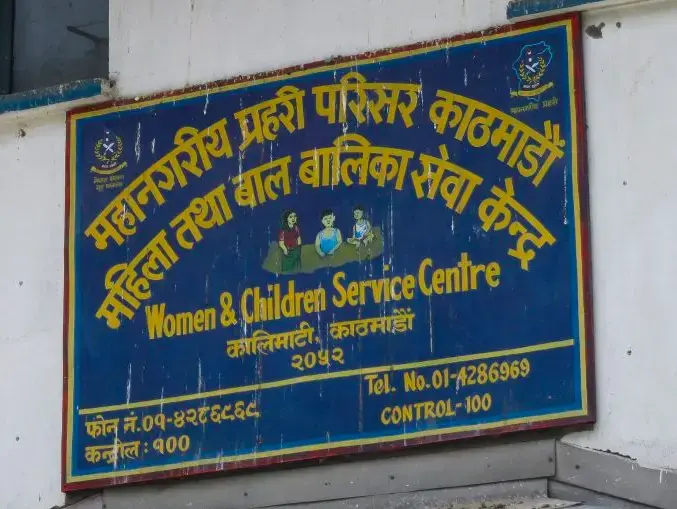 महानगरीय प्रहरी परिसर काठमाडौं
महिला तथा बाल बालिका सेवा केन्द्र
Women & Children Service Centre
कालिमाटी, काठमाडौं
२०५२
फोन नं. ०१-४२८६९६९
कन्ट्रोल : १००
Tel. No. 01-4286969
CONTROL-100